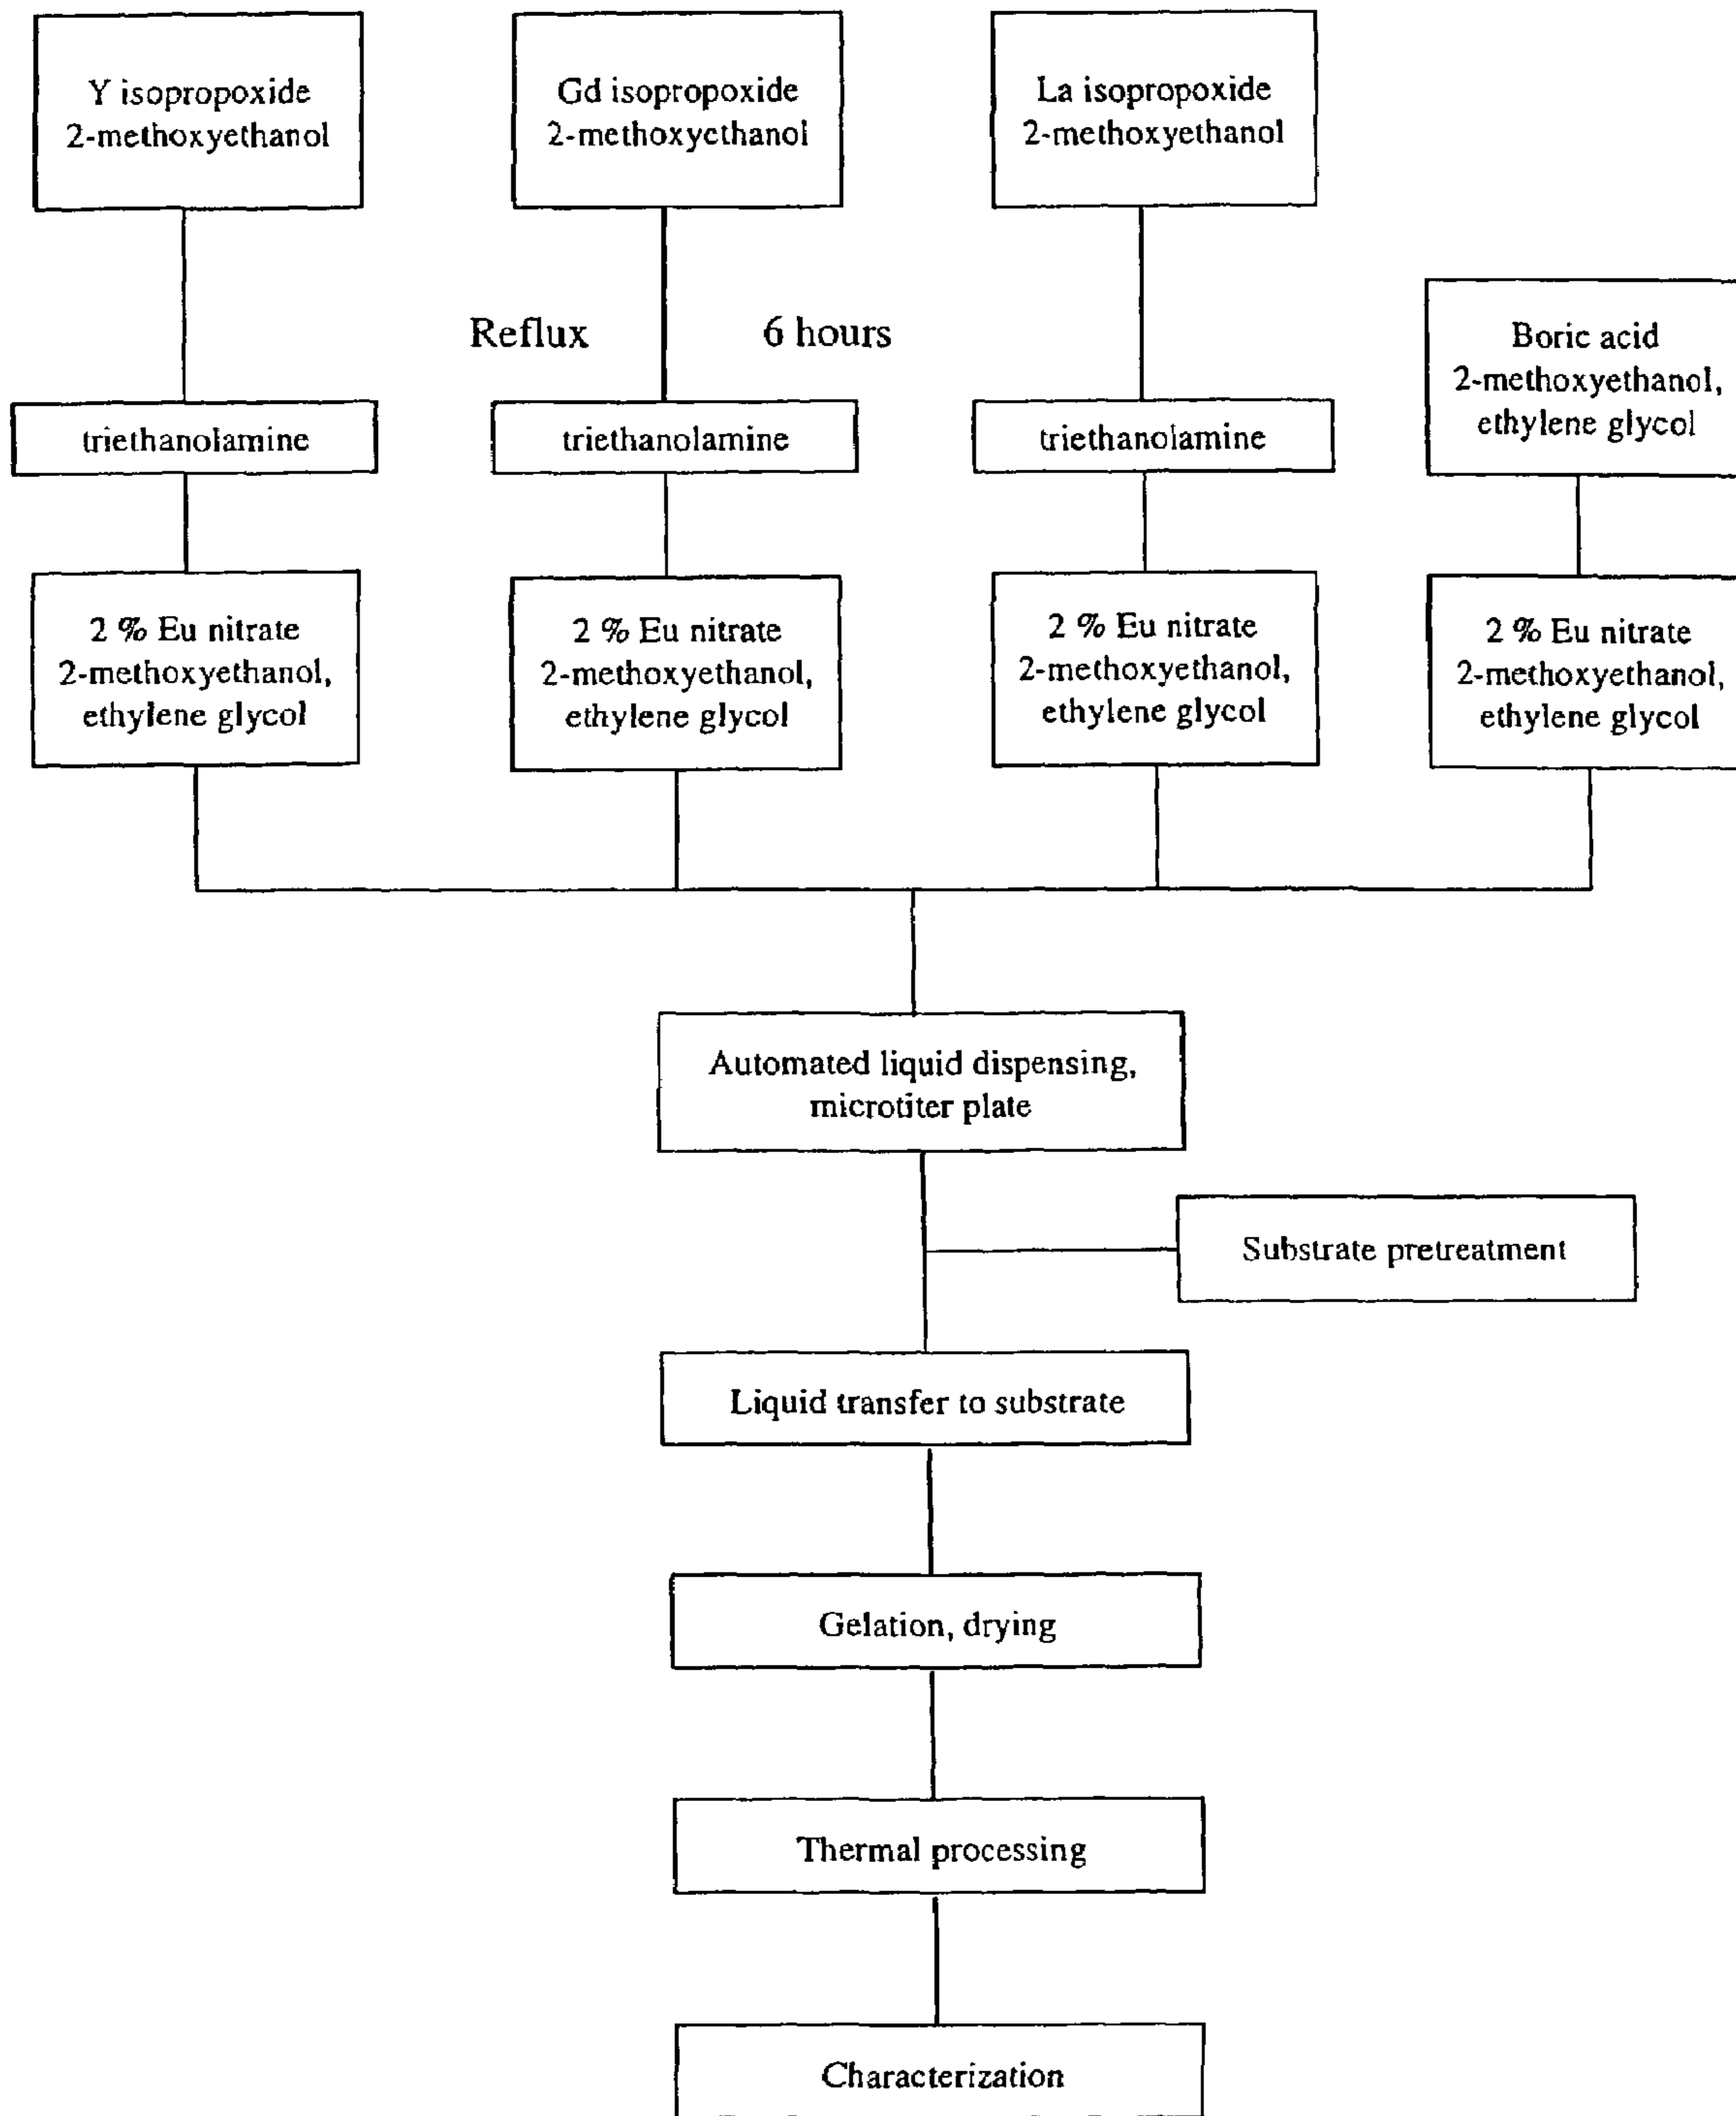 Y isopropoxide
2-methoxyethanol
Gd isopropoxide
2-methoxyethanol
La isopropoxide
2-methoxyethanol
Reflux
6 hours
Boric acid
2-methoxyethanol,
ethylene glycol
triethanolamine
triethanolamine
triethanolamine
2 % Eu nitrate
2-methoxyethanol,
ethylene glycol
2 % Eu nitrate
2-methoxyethanol,
ethylene glycol
2 % Eu nitrate
2-methoxyethanol,
ethylene glycol
2 % Eu nitrate
2-methoxyethanol,
ethylene glycol
Automated liquid dispensing,
microtiter plate
Substrate pretreatment
Liquid transfer to substrate
Gelation, drying
Thermal processing
Characterization